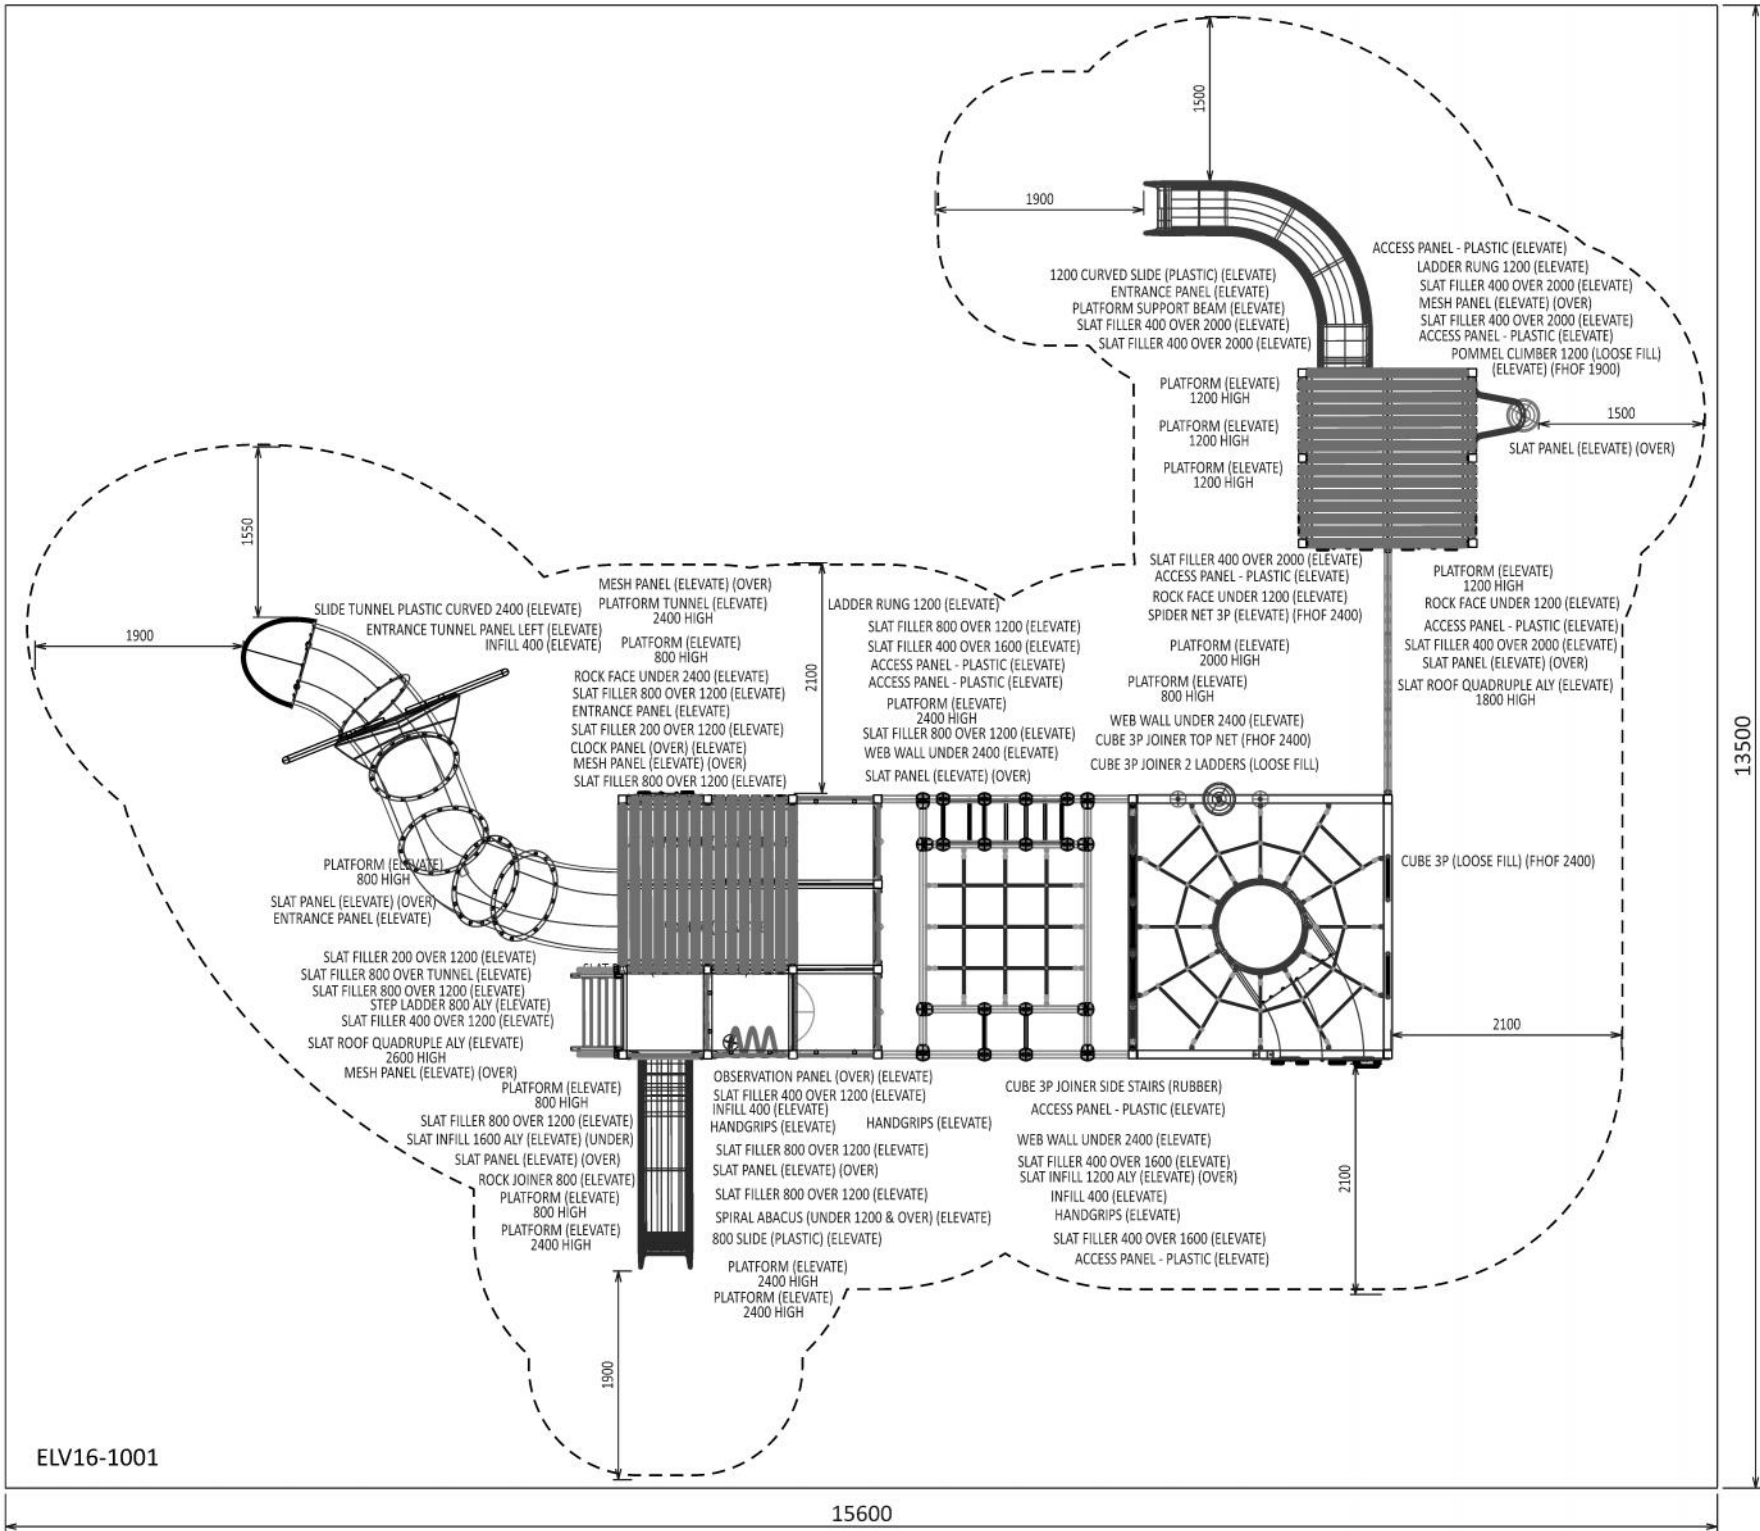 1500
1900
ACCESS PANEL - PLASTIC (ELEVATE)
LADDER RUNG 1200 (ELEVATE)
SLAT FILLER 400 OVER 2000 (ELEVATE)
MESH PANEL (ELEVATE) (OVER)
SLAT FILLER 400 OVER 2000 (ELEVATE)
ACCESS PANEL - PLASTIC (ELEVATE)
POMMEL CLIMBER 1200 (LOOSE FILL)
(ELEVATE) (FHOF 1900)
1200 CURVED SLIDE (PLASTIC) (ELEVATE)
ENTRANCE PANEL (ELEVATE)
PLATFORM SUPPORT BEAM (ELEVATE)
SLAT FILLER 400 OVER 2000 (ELEVATE)
SLAT FILLER 400 OVER 2000 (ELEVATE)
PLATFORM (ELEVATE)
1200 HIGH
PLATFORM (ELEVATE)
1200 HIGH
PLATFORM (ELEVATE)
1200 HIGH
1500
SLAT PANEL (ELEVATE) (OVER)
13500
1550
1900
SLIDE TUNNEL PLASTIC CURVED 2400 (ELEVATE)
ENTRANCE TUNNEL PANEL LEFT (ELEVATE)
INFILL 400 (ELEVATE)
MESH PANEL (ELEVATE) (OVER)
PLATFORM TUNNEL (ELEVATE)
2400 HIGH
PLATFORM (ELEVATE)
800 HIGH
ROCK FACE UNDER 2400 (ELEVATE)
SLAT FILLER 800 OVER 1200 (ELEVATE)
ENTRANCE PANEL (ELEVATE)
SLAT FILLER 200 OVER 1200 (ELEVATE)
CLOCK PANEL (OVER) (ELEVATE)
MESH PANEL (ELEVATE) (OVER)
SLAT FILLER 800 OVER 1200 (ELEVATE)
2100
LADDER RUNG 1200 (ELEVATE)
SLAT FILLER 800 OVER 1200 (ELEVATE)
SLAT FILLER 400 OVER 1600 (ELEVATE)
ACCESS PANEL - PLASTIC (ELEVATE)
ACCESS PANEL - PLASTIC (ELEVATE)
PLATFORM (ELEVATE)
2400 HIGH
SLAT FILLER 800 OVER 1200 (ELEVATE)
WEB WALL UNDER 2400 (ELEVATE)
SLAT PANEL (ELEVATE) (OVER)
SLAT FILLER 400 OVER 2000 (ELEVATE)
ACCESS PANEL - PLASTIC (ELEVATE)
ROCK FACE UNDER 1200 (ELEVATE)
SPIDER NET 3P (ELEVATE) (FHOF 2400)
PLATFORM (ELEVATE)
2000 HIGH
PLATFORM (ELEVATE)
800 HIGH
WEB WALL UNDER 2400 (ELEVATE)
CUBE 3P JOINER TOP NET (FHOF 2400)
CUBE 3P JOINER 2 LADDERS (LOOSE FILL)
PLATFORM (ELEVATE)
1200 HIGH
ROCK FACE UNDER 1200 (ELEVATE)
ACCESS PANEL - PLASTIC (ELEVATE)
SLAT FILLER 400 OVER 2000 (ELEVATE)
SLAT PANEL (ELEVATE) (OVER)
SLAT ROOF QUADRUPLE ALY (ELEVATE)
1800 HIGH
CUBE 3P (LOOSE FILL) (FHOF 2400)
PLATFORM (ELEVATE)
800 HIGH
SLAT PANEL (ELEVATE) (OVER)
ENTRANCE PANEL (ELEVATE)
SLAT FILLER 200 OVER 1200 (ELEVATE)
SLAT FILLER 800 OVER TUNNEL (ELEVATE)
SLAT FILLER 800 OVER 1200 (ELEVATE)
STEP LADDER 800 ALY (ELEVATE)
SLAT FILLER 400 OVER 1200 (ELEVATE)
SLAT ROOF QUADRUPLE ALY (ELEVATE)
2600 HIGH
MESH PANEL (ELEVATE) (OVER)
PLATFORM (ELEVATE)
800 HIGH
SLAT FILLER 800 OVER 1200 (ELEVATE)
SLAT INFILL 1600 ALY (ELEVATE) (UNDER)
SLAT PANEL (ELEVATE) (OVER)
ROCK JOINER 800 (ELEVATE)
PLATFORM (ELEVATE)
800 HIGH
PLATFORM (ELEVATE)
2400 HIGH
OBSERVATION PANEL (OVER) (ELEVATE)
SLAT FILLER 400 OVER 1200 (ELEVATE)
INFILL 400 (ELEVATE)
HANDGRIPS (ELEVATE)
HANDGRIPS (ELEVATE)
SLAT FILLER 800 OVER 1200 (ELEVATE)
SLAT PANEL (ELEVATE) (OVER)
SLAT FILLER 800 OVER 1200 (ELEVATE)
SPIRAL ABACUS (UNDER 1200 & OVER) (ELEVATE)
800 SLIDE (PLASTIC) (ELEVATE)
PLATFORM (ELEVATE)
2400 HIGH
PLATFORM (ELEVATE)
2400 HIGH
CUBE 3P JOINER SIDE STAIRS (RUBBER)
ACCESS PANEL - PLASTIC (ELEVATE)
WEB WALL UNDER 2400 (ELEVATE)
SLAT FILLER 400 OVER 1600 (ELEVATE)
SLAT INFILL 1200 ALY (ELEVATE) (OVER)
INFILL 400 (ELEVATE)
HANDGRIPS (ELEVATE)
SLAT FILLER 400 OVER 1600 (ELEVATE)
ACCESS PANEL - PLASTIC (ELEVATE)
2100
2100
1900
ELV16-1001
15600